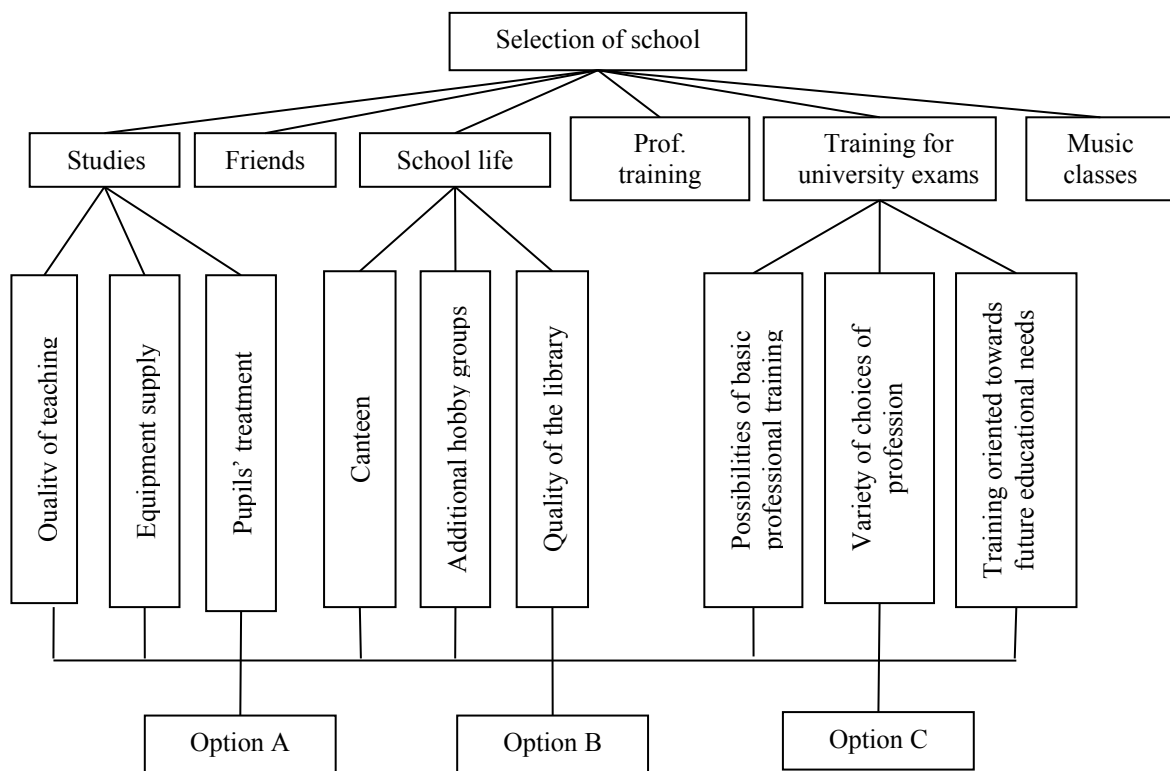 Selection of school
Studies
Friends
School life
Prof.
training
Training for
university exams
Music
classes
Quality of teaching
Equipment supply
Pupils' treatment
Canteen
Additional hobby groups
Quality of the library
Possibilities of basic
professional training
Variety of choices of
profession
Training oriented towards
future educational needs
Option A
Option B
Option C